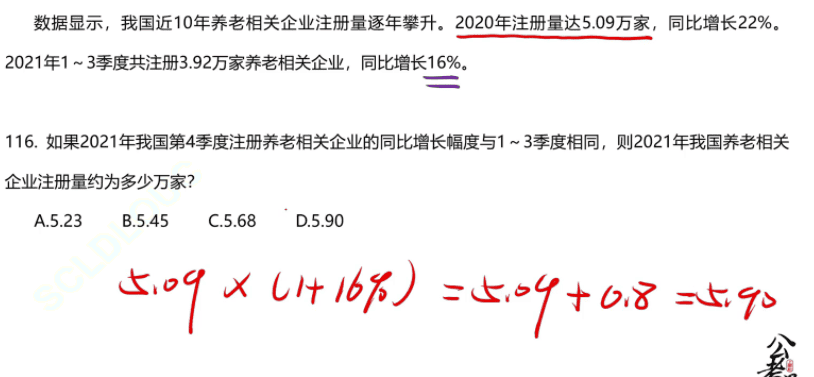 数据显示，我国近10年养老相关企业注册量逐年攀升。2020年注册量达5.09万家，同比增长22%。
2021年1～3季度共注册3.92万家养老相关企业，同比增长16%。
116. 如果2021年我国第4季度注册养老相关企业的同比增长幅度与1～3季度相同，则2021年我国养老相关
企业注册量约为多少万家？
A.5.23 B.5.45 C.5.68 D.5.90
5.09×(1+16%)=5.09+0.8=5.90
公考